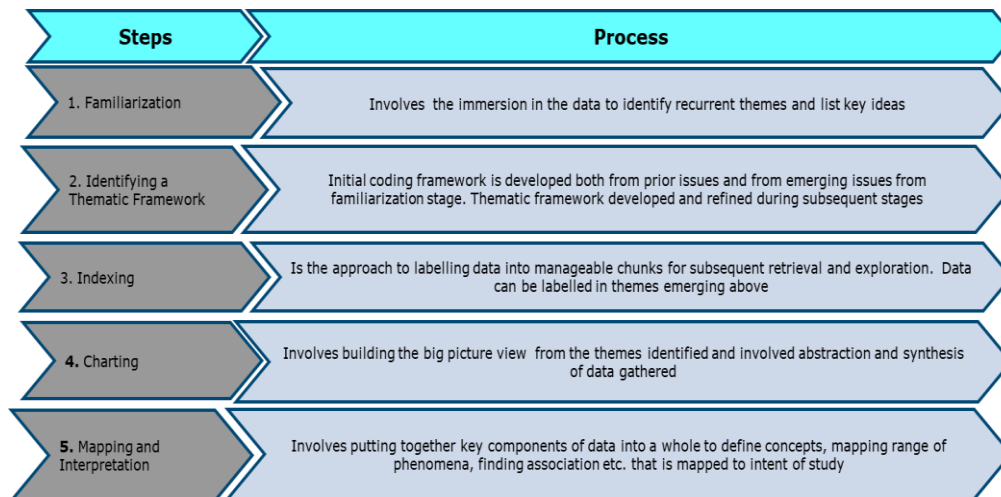 Steps
Process
1. Familiarization
Involves the immersion in the data to identify recurrent themes and list key ideas
2. Identifying a
Thematic Framework
Initial coding framework is developed both from prior issues and from emerging issues from
familiarization stage. Thematic framework developed and refined during subsequent stages
3. Indexing
Is the approach to labelling data into manageable chunks for subsequent retrieval and exploration. Data
can be labelled in themes emerging above
4. Charting
Involves building the big picture view from the themes identified and involved abstraction and synthesis
of data gathered
5. Mapping and
Interpretation
Involves putting together key components of data into a whole to define concepts, mapping range of
phenomena, finding association etc. that is mapped to intent of study